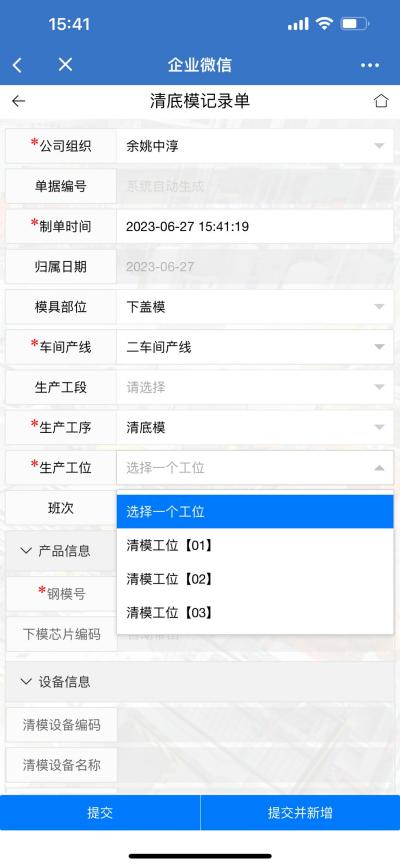 15:41
企业微信
清底模记录单
*公司组织 余姚中淳
单据编号 系统自动生成
*制单时间 2023-06-27 15:41:19
归属日期 2023-06-27
模具部位 下盖模
*车间产线 二车间产线
生产工段 请选择
*生产工序 清底模
*生产工位 选择一个工位
班次
选择一个工位
清模工位【01】
清模工位【02】
清模工位【03】
产品信息
*钢模号
下模芯片编码
设备信息
清模设备编码
清模设备名称
提交 提交并新增